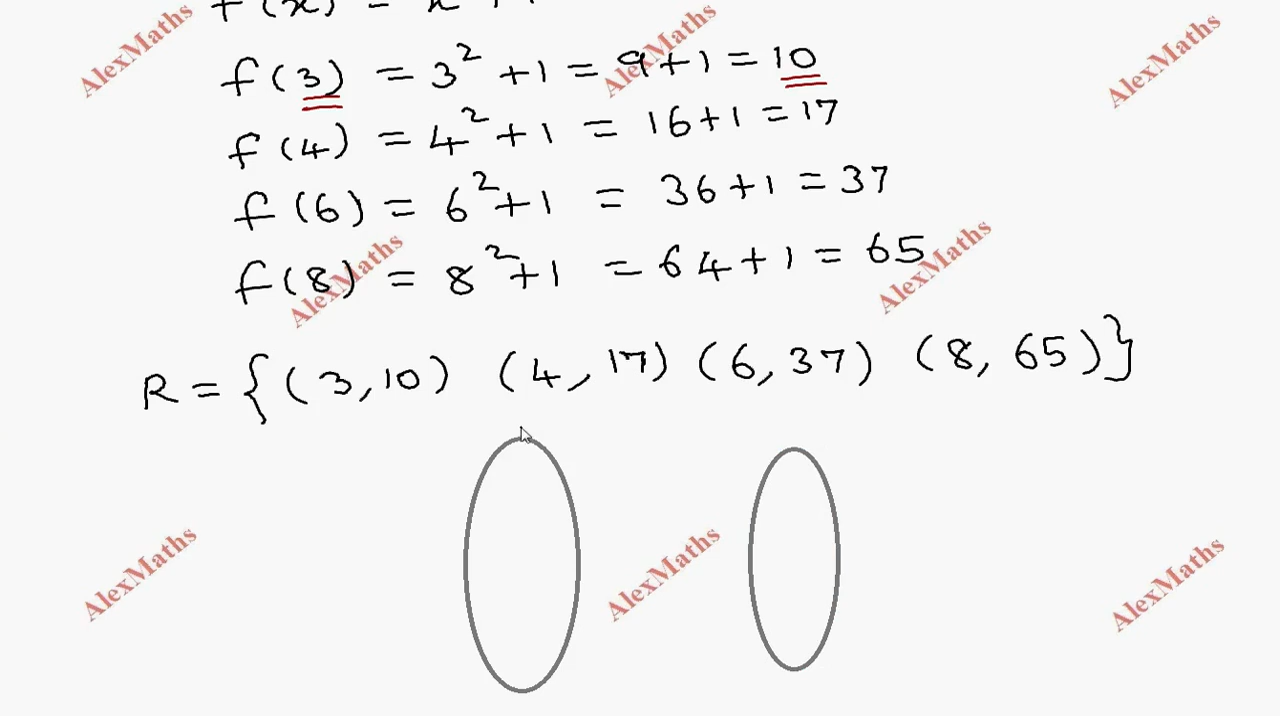 f(x) = x
f(3) = 3² + 1 = 9 + 1 = 10
f(4) = 4² + 1 = 16 + 1 = 17
f(6) = 6² + 1 = 36 + 1 = 37
f(8) = 8² + 1 = 64 + 1 = 65
R = {(3,10) (4,17) (6,37) (8,65)}
AlexMaths
AlexMaths
AlexMaths
AlexMaths
AlexMaths
AlexMaths
AlexMaths
AlexMaths